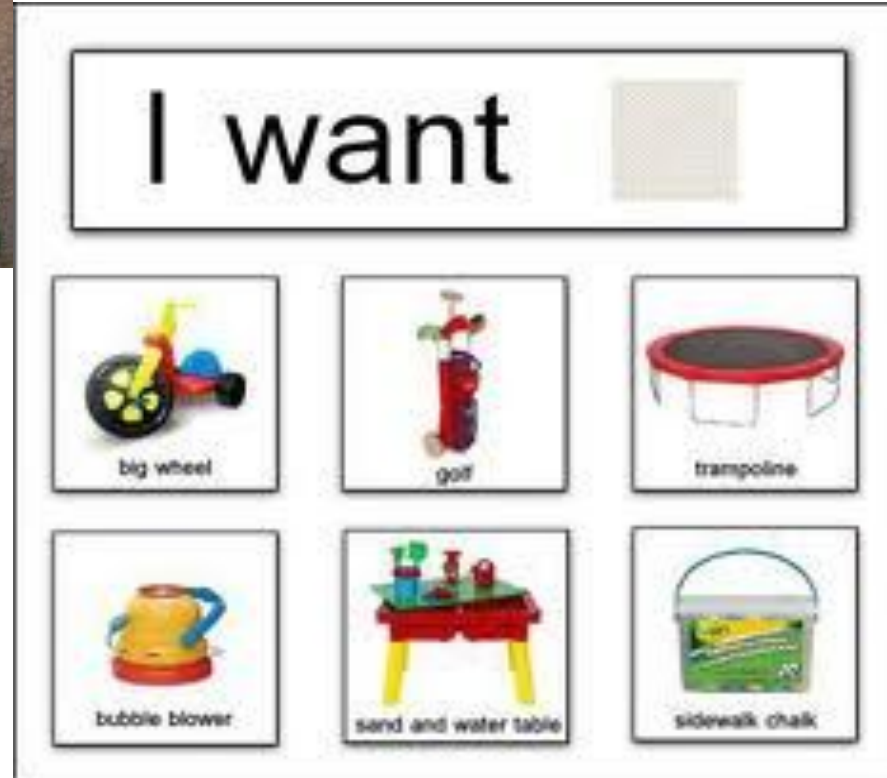 I want
big wheel
golf
trampoline
bubble blower
sand and water table
sidewalk chalk